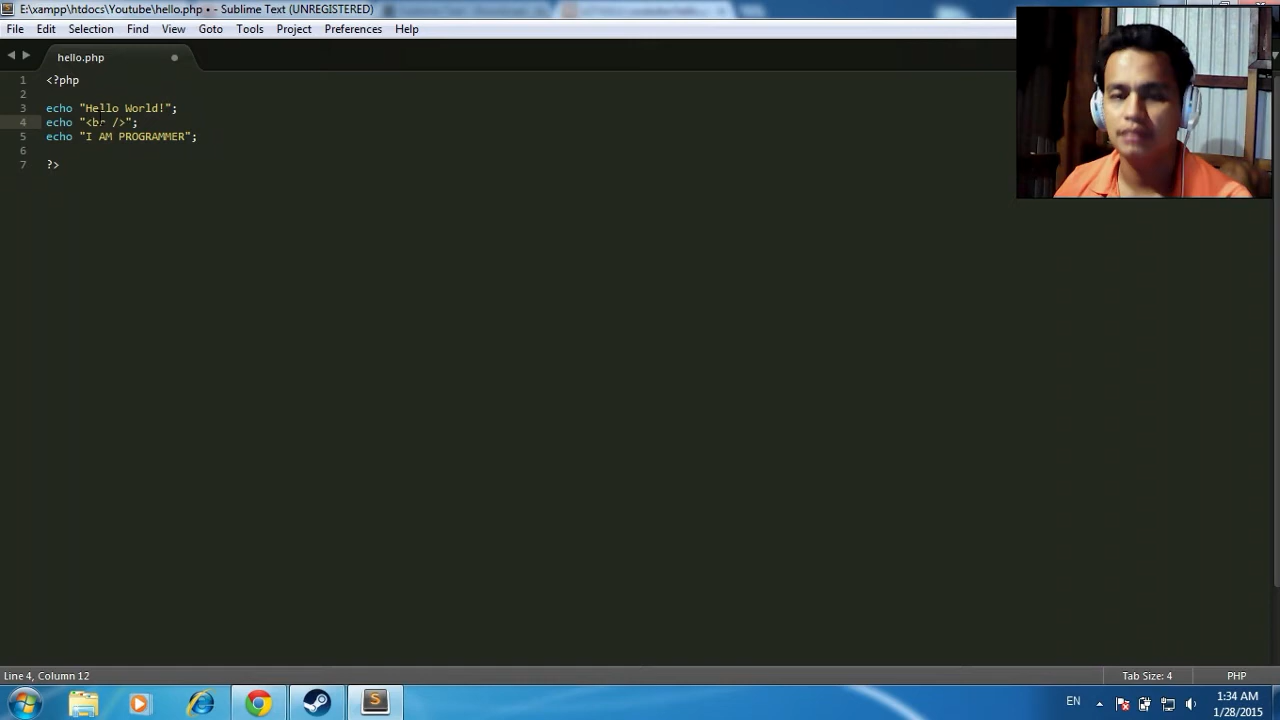 E:\xampp\htdocs\Youtube\hello.php • - Sublime Text (UNREGISTERED)
File Edit Selection Find View Goto Tools Project Preferences Help
hello.php
1 <?php
2
3 echo "Hello World!";
4 echo "<br />";
5 echo "I AM PROGRAMMER";
6
7 ?>
Line 4, Column 12 Tab Size: 4 PHP
EN 1:34 AM
1/28/2015